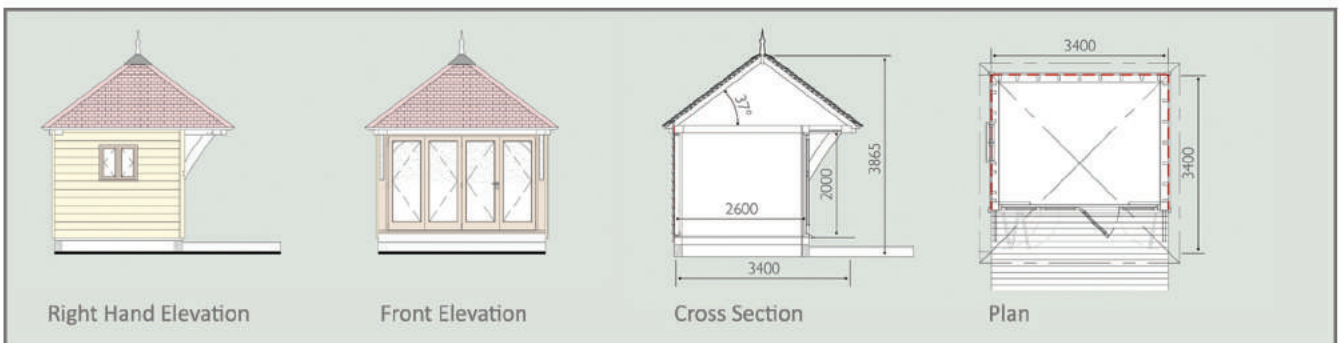 3400
37°
3865
2000
3400
2600
3400
Right Hand Elevation
Front Elevation
Cross Section
Plan